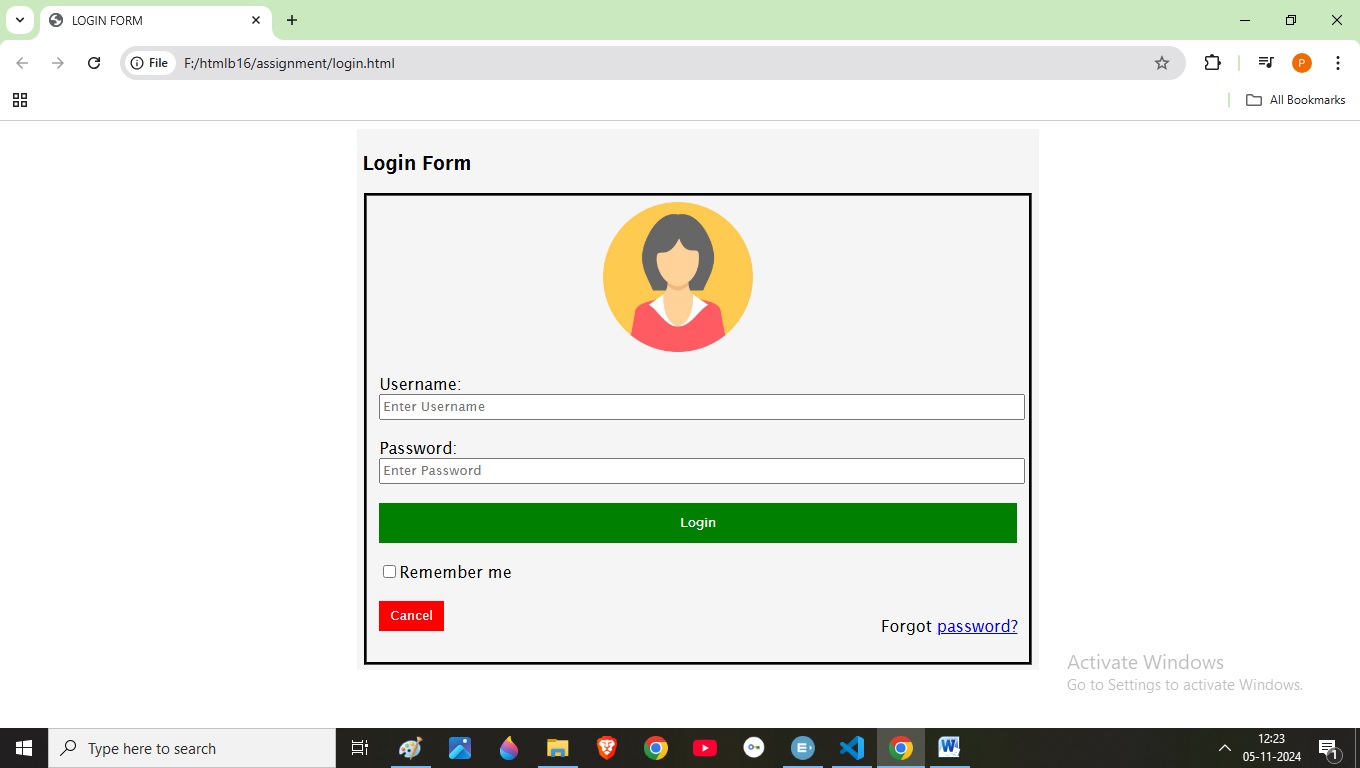 LOGIN FORM
File F:/htmlb16/assignment/login.html
P
All Bookmarks
Login Form
Username:
Enter Username
Password:
Enter Password
Login
Remember me
Cancel
Forgot password?
Activate Windows
Go to Settings to activate Windows.
Type here to search
E
W
12:23
05-11-2024
1